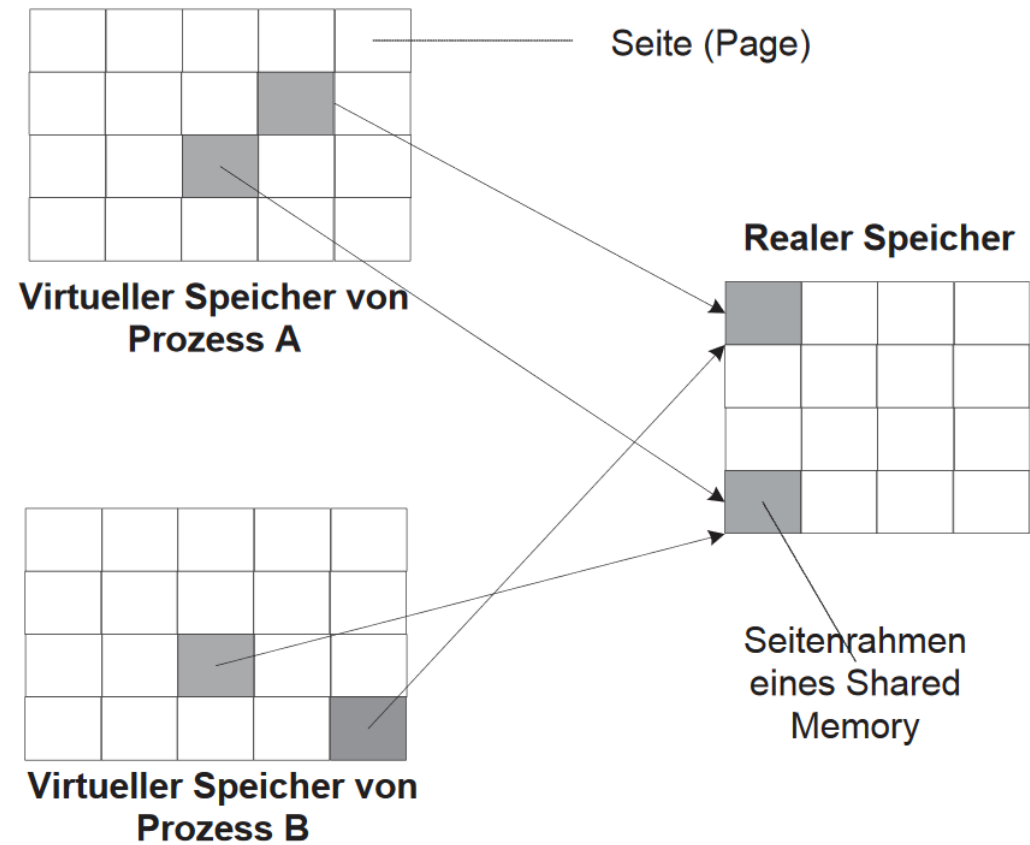 Seite (Page)
Realer Speicher
Virtueller Speicher von
Prozess A
Seitenrahmen
eines Shared
Memory
Virtueller Speicher von
Prozess B